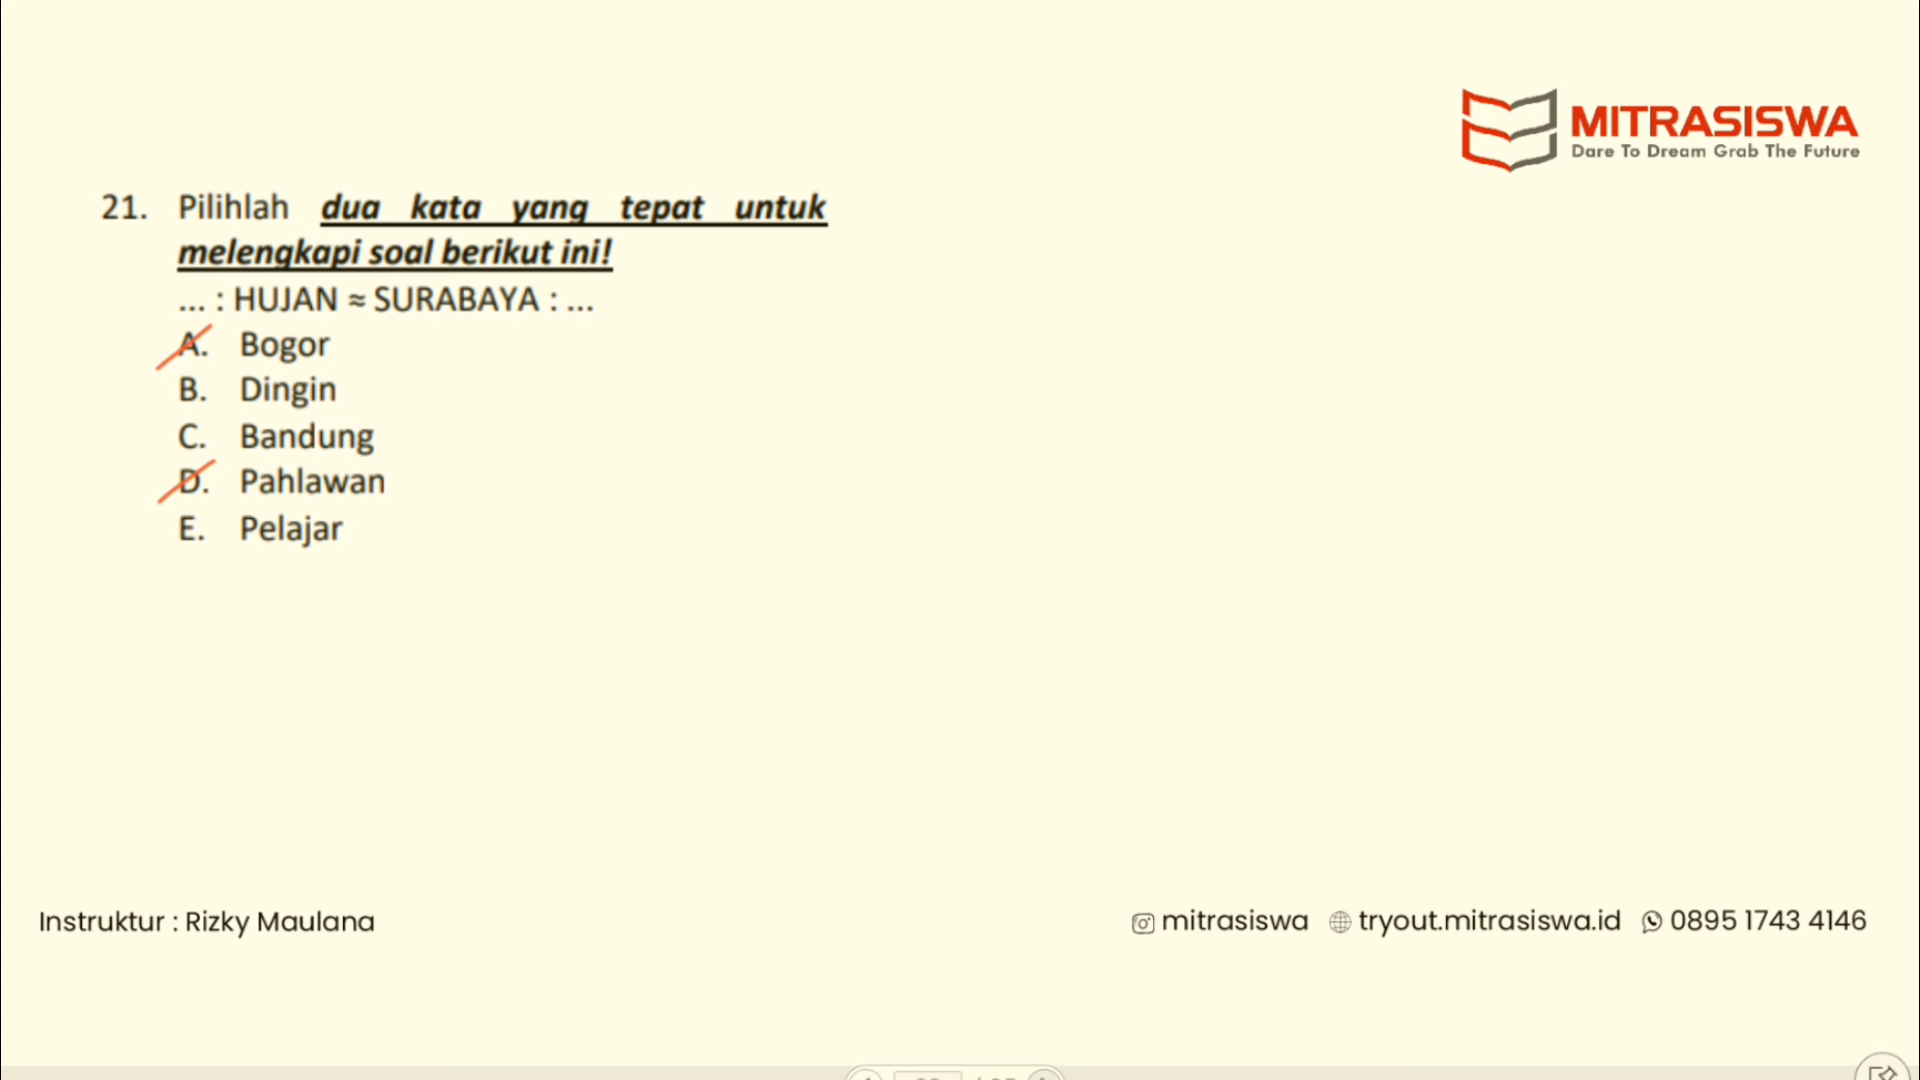 MITRASISWA
Dare To Dream Grab The Future
21. Pilihlah dua kata yang tepat untuk
melengkapi soal berikut ini!
... : HUJAN ≈ SURABAYA : ...
A. Bogor
B. Dingin
C. Bandung
D. Pahlawan
E. Pelajar
Instruktur : Rizky Maulana
mitrasiswa tryout.mitrasiswa.id 0895 1743 4146